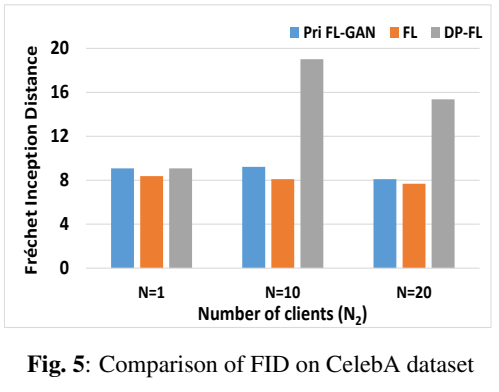 Pri FL-GAN FL DP-FL
20
16
12
8
4
0
Fréchet Inception Distance
N=1 N=10 N=20
Number of clients (N₂)
Fig. 5: Comparison of FID on CelebA dataset